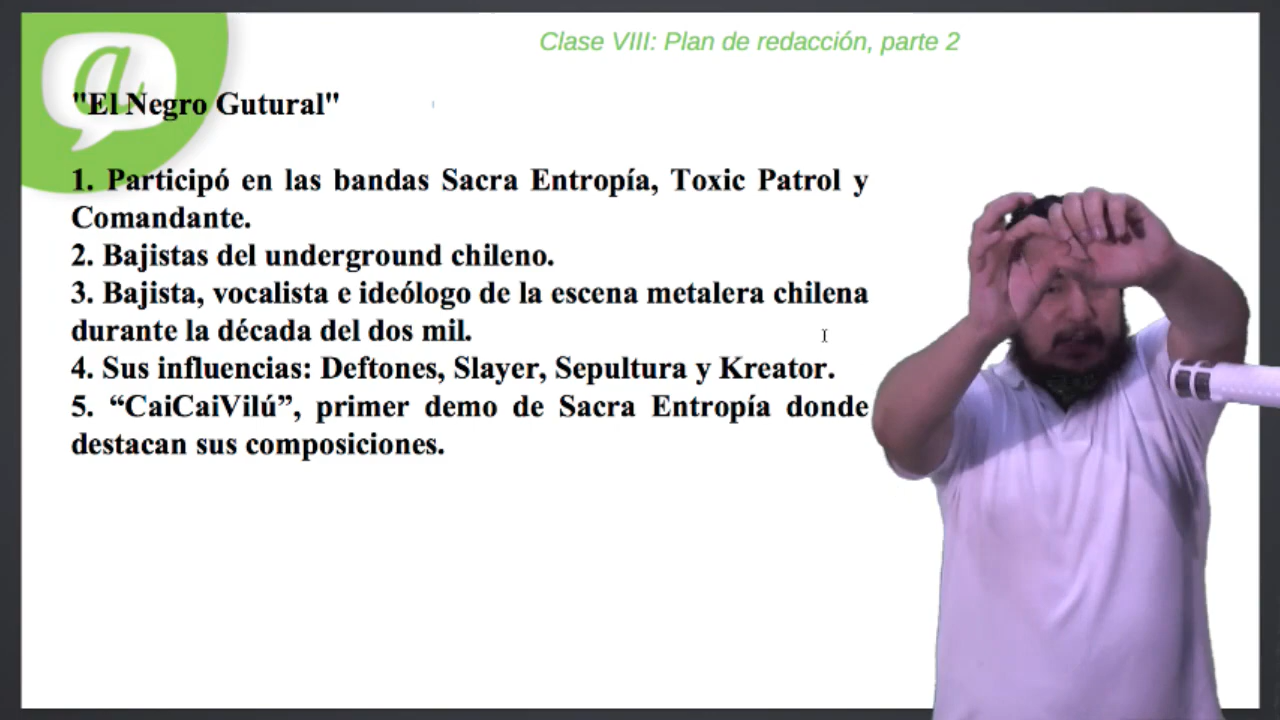 Clase VIII: Plan de redacción, parte 2
a
"El Negro Gutural"
1. Participó en las bandas Sacra Entropía, Toxic Patrol y
Comandante.
2. Bajistas del underground chileno.
3. Bajista, vocalista e ideólogo de la escena metalera chilena
durante la década del dos mil.
4. Sus influencias: Deftones, Slayer, Sepultura y Kreator.
5. “CaiCaiVilú”, primer demo de Sacra Entropía donde
destacan sus composiciones.